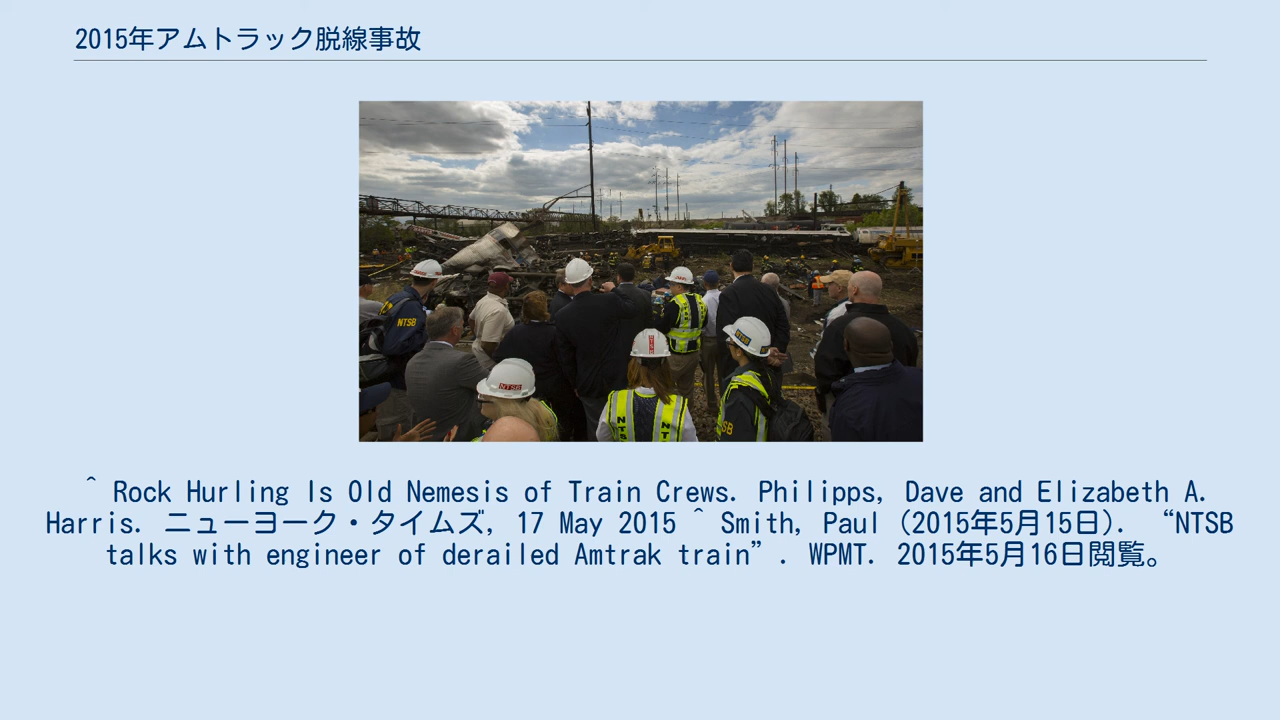 2015年アムトラック脱線事故
NTSB
NTSB
NTSB
^ Rock Hurling Is Old Nemesis of Train Crews. Philipps, Dave and Elizabeth A.
Harris. ニューヨーク・タイムズ, 17 May 2015 ^ Smith, Paul (2015年5月15日). “NTSB
talks with engineer of derailed Amtrak train”. WPMT. 2015年5月16日閲覧。